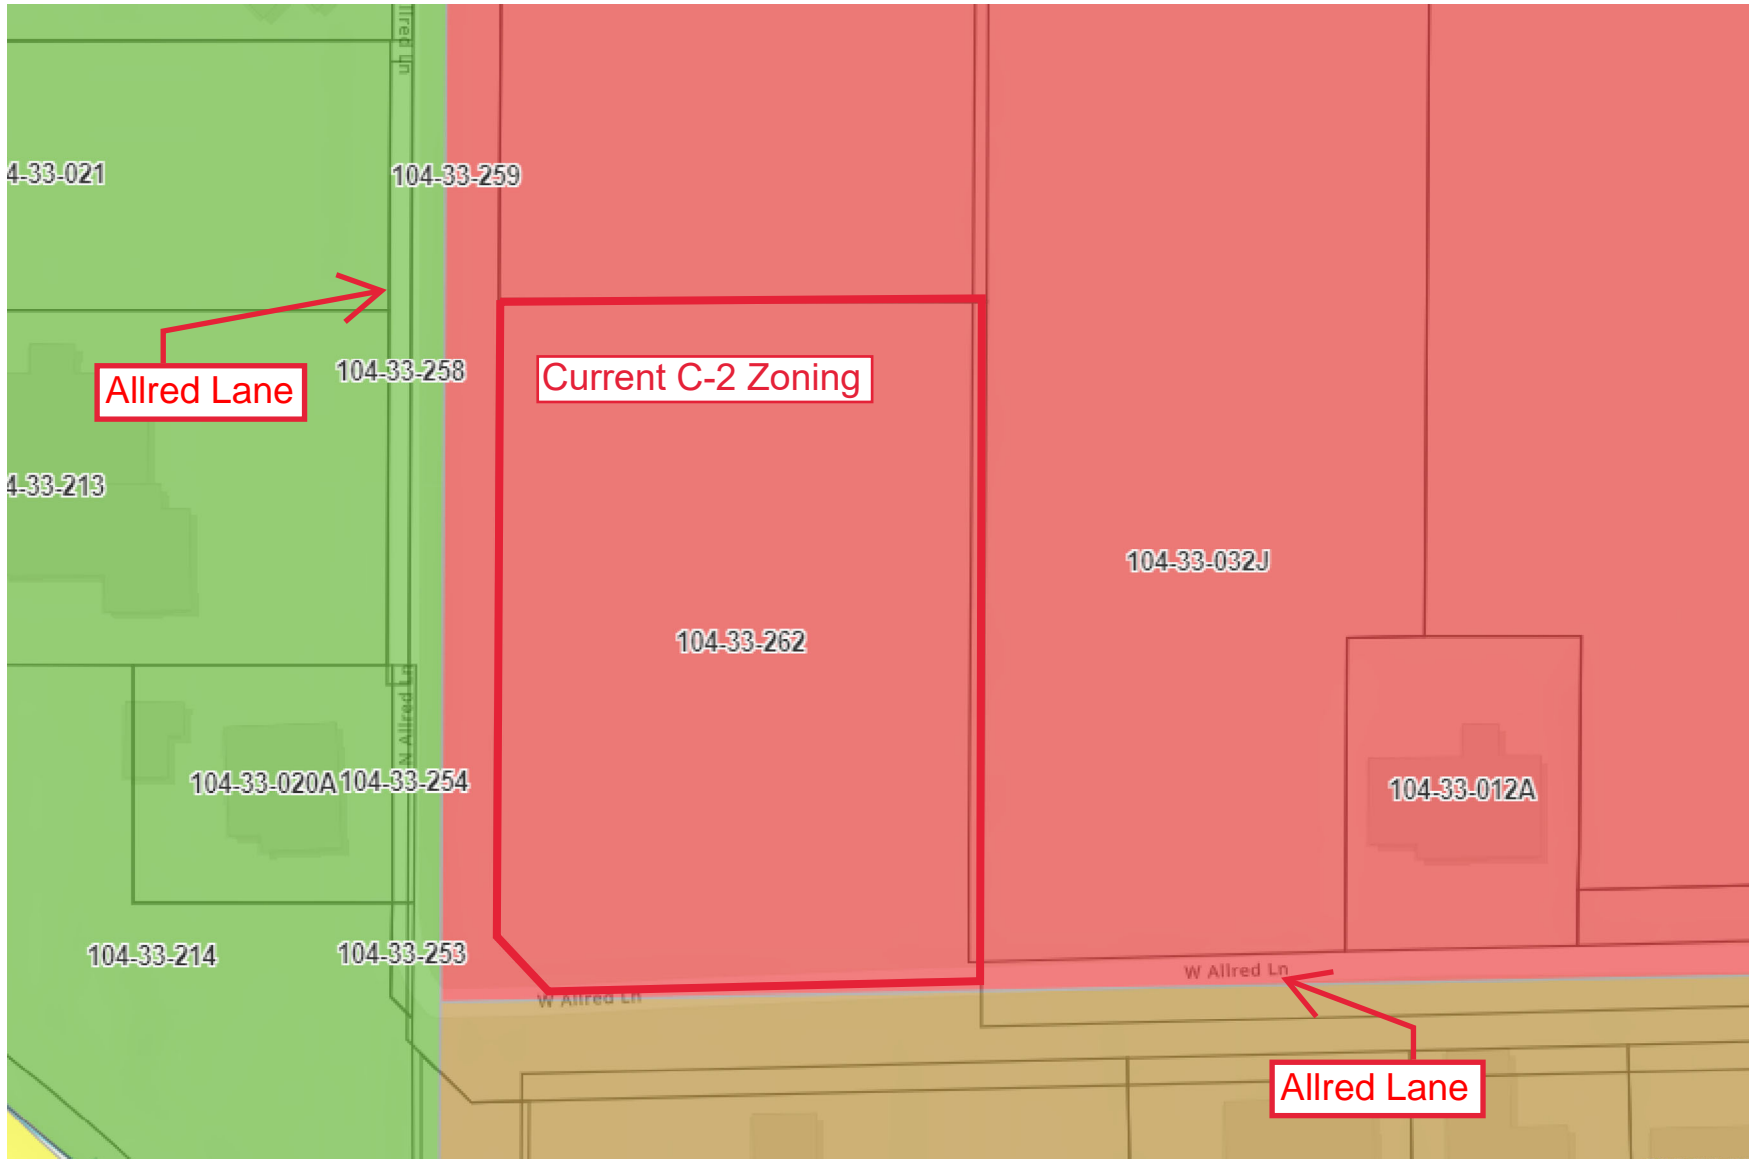 llred Ln
4-33-021
104-33-259
104-33-258
Current C-2 Zoning
Allred Lane
4-33-213
104-33-032J
104-33-262
N Allred Ln
104-33-020A
104-33-254
104-33-012A
104-33-214
104-33-253
W Allred Ln
W Allred Ln
Allred Lane